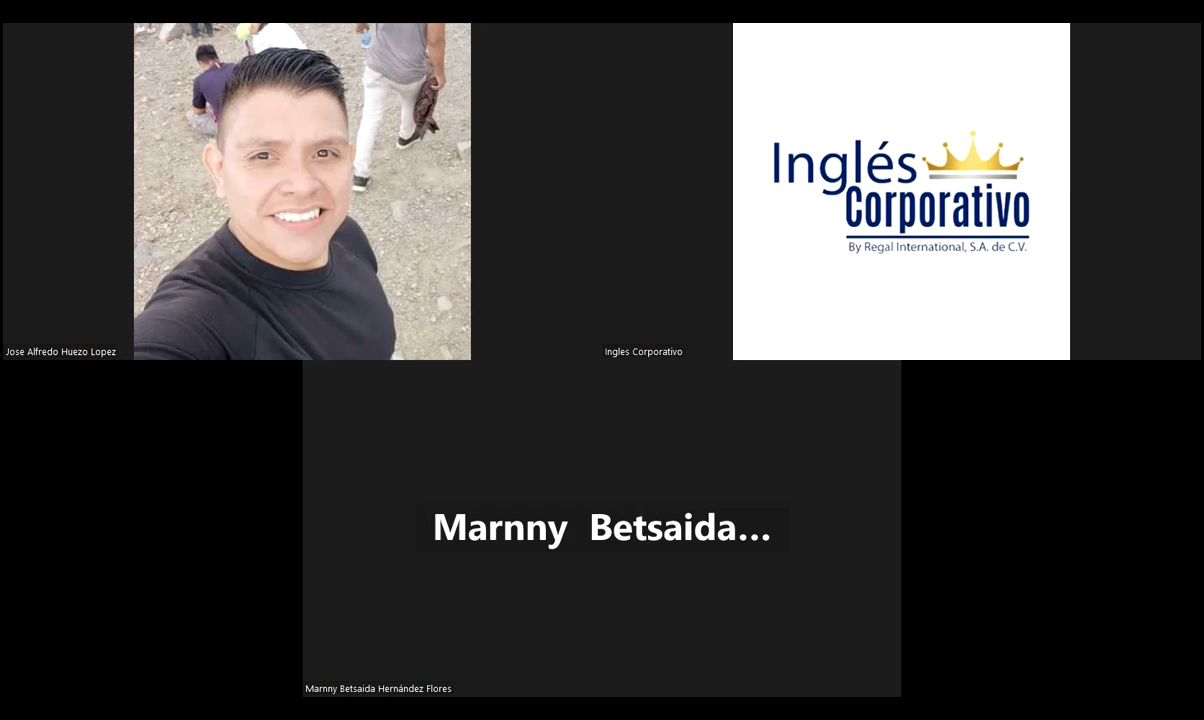 Inglés
Corporativo
By Regal International, S.A. de C.V.
Jose Alfredo Huezo Lopez
Ingles Corporativo
Marnny Betsaida...
Marnny Betsaida Hernández Flores